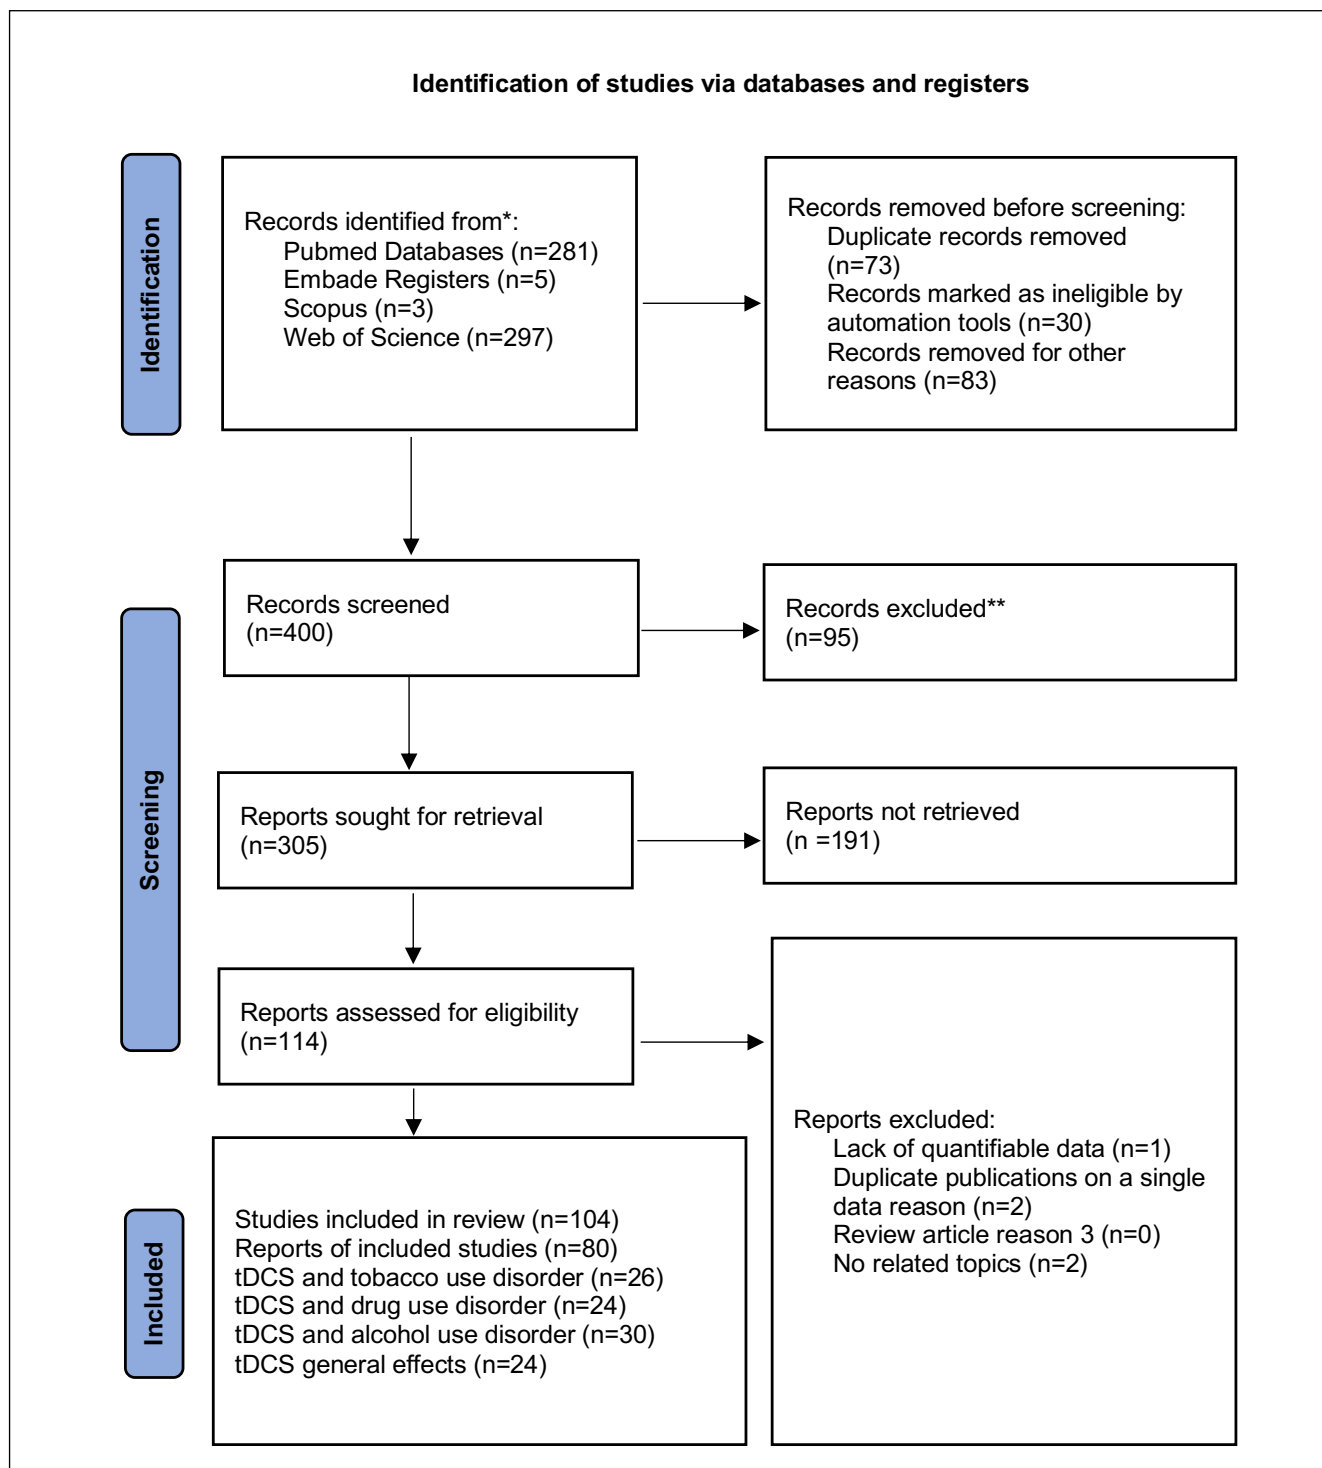 Identification of studies via databases and registers
Identification
Records identified from*:
Pubmed Databases (n=281)
Embade Registers (n=5)
Scopus (n=3)
Web of Science (n=297)
Records removed before screening:
Duplicate records removed
(n=73)
Records marked as ineligible by
automation tools (n=30)
Records removed for other
reasons (n=83)
Screening
Records screened
(n=400)
Records excluded**
(n=95)
Reports sought for retrieval
(n=305)
Reports not retrieved
(n =191)
Reports assessed for eligibility
(n=114)
Reports excluded:
Lack of quantifiable data (n=1)
Duplicate publications on a single
data reason (n=2)
Review article reason 3 (n=0)
No related topics (n=2)
Included
Studies included in review (n=104)
Reports of included studies (n=80)
tDCS and tobacco use disorder (n=26)
tDCS and drug use disorder (n=24)
tDCS and alcohol use disorder (n=30)
tDCS general effects (n=24)